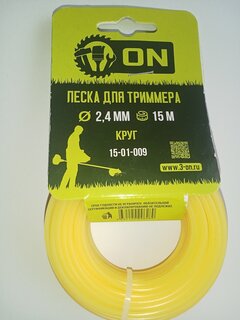 ON
ЛЕСКА ДЛЯ ТРИММЕРА
Ø 2,4 ММ 15 М
КРУГ
15-01-009
www.3-on.ru